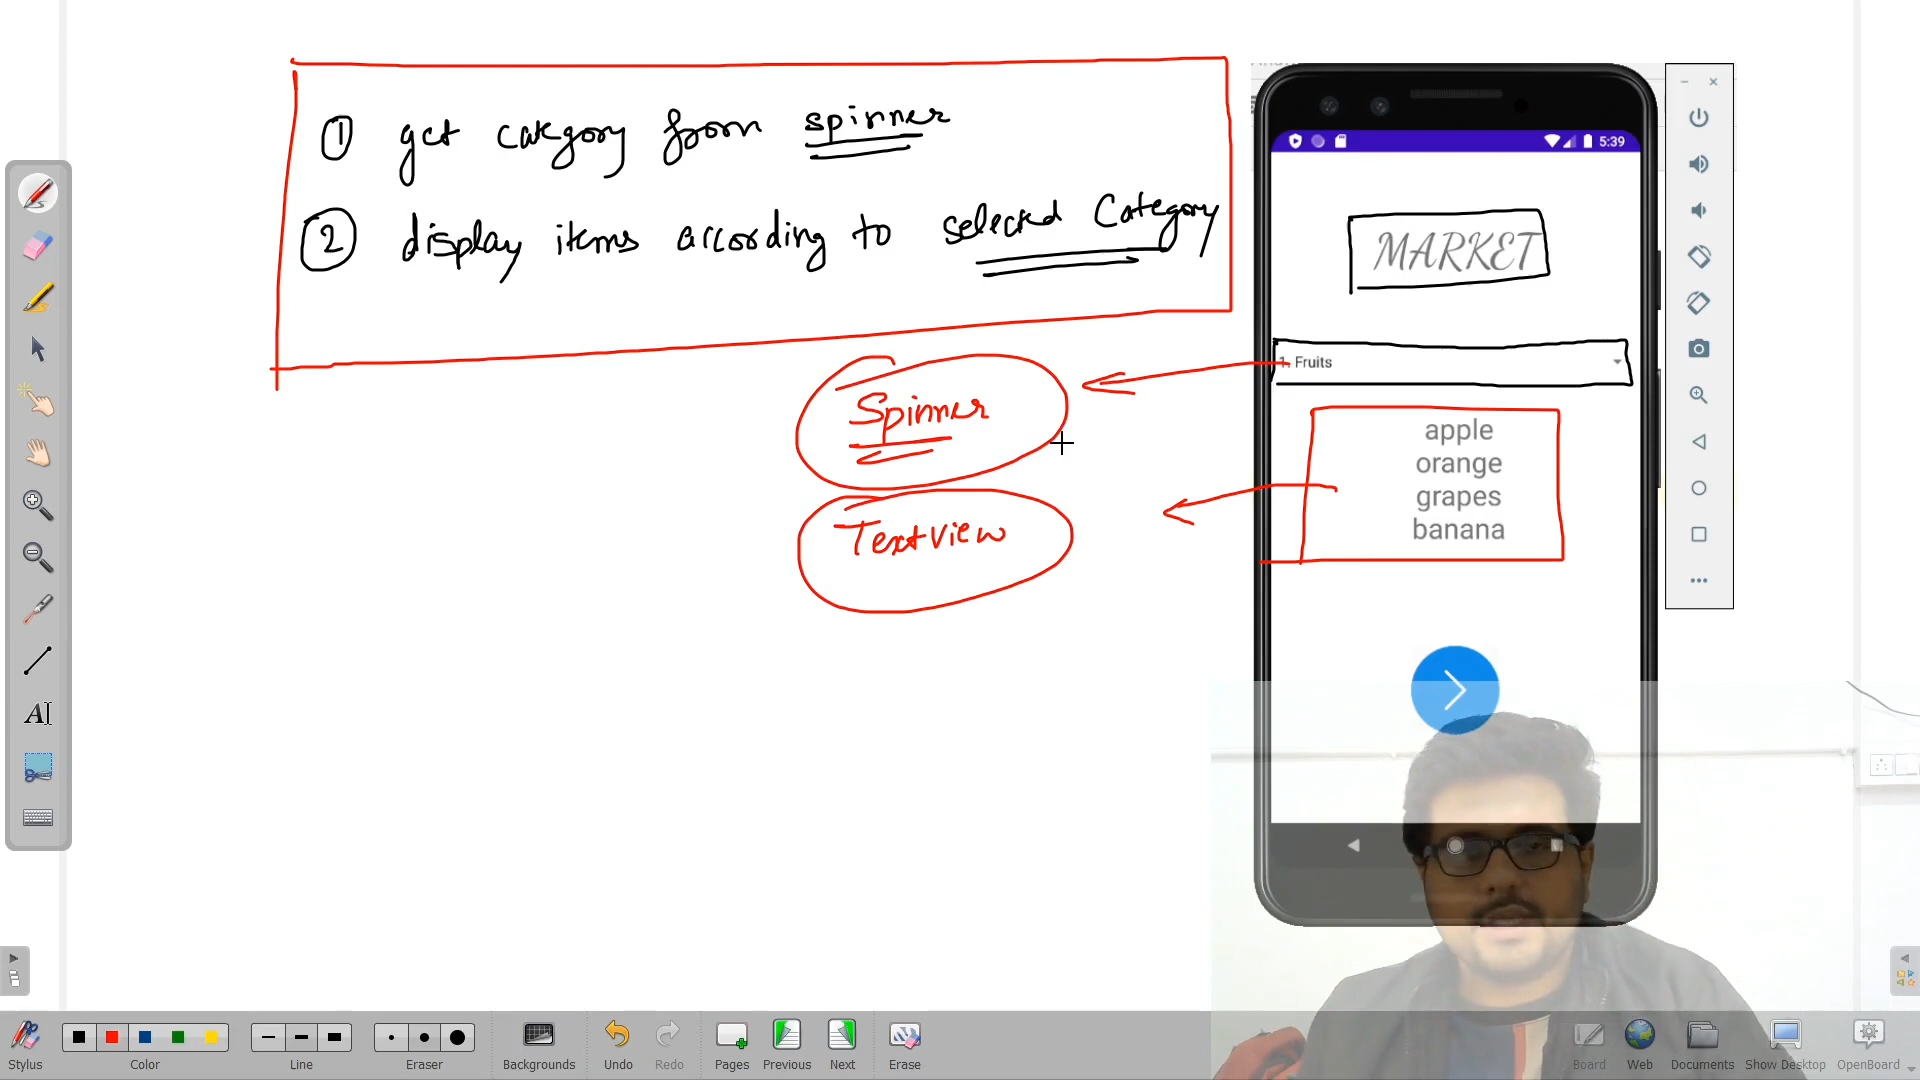 ① get category from spinner
② display items according to selected Category
Spinner
TextView
5:39
MARKET
1. Fruits
apple
orange
grapes
banana
Stylus
Color
Line
Eraser
Backgrounds
Undo
Redo
Pages
Previous
Next
Erase
Board
Web
Documents
Show Desktop
OpenBoard